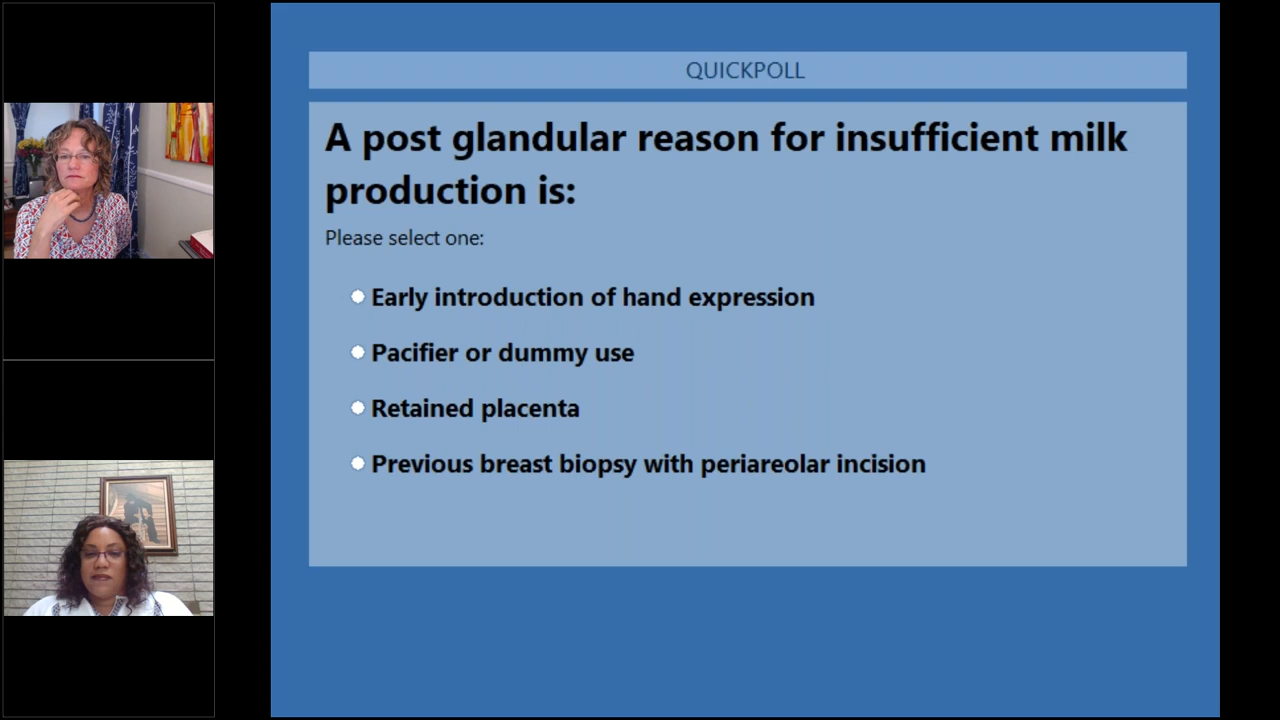 QUICKPOLL
A post glandular reason for insufficient milk
production is:
Please select one:
Early introduction of hand expression
Pacifier or dummy use
Retained placenta
Previous breast biopsy with periareolar incision